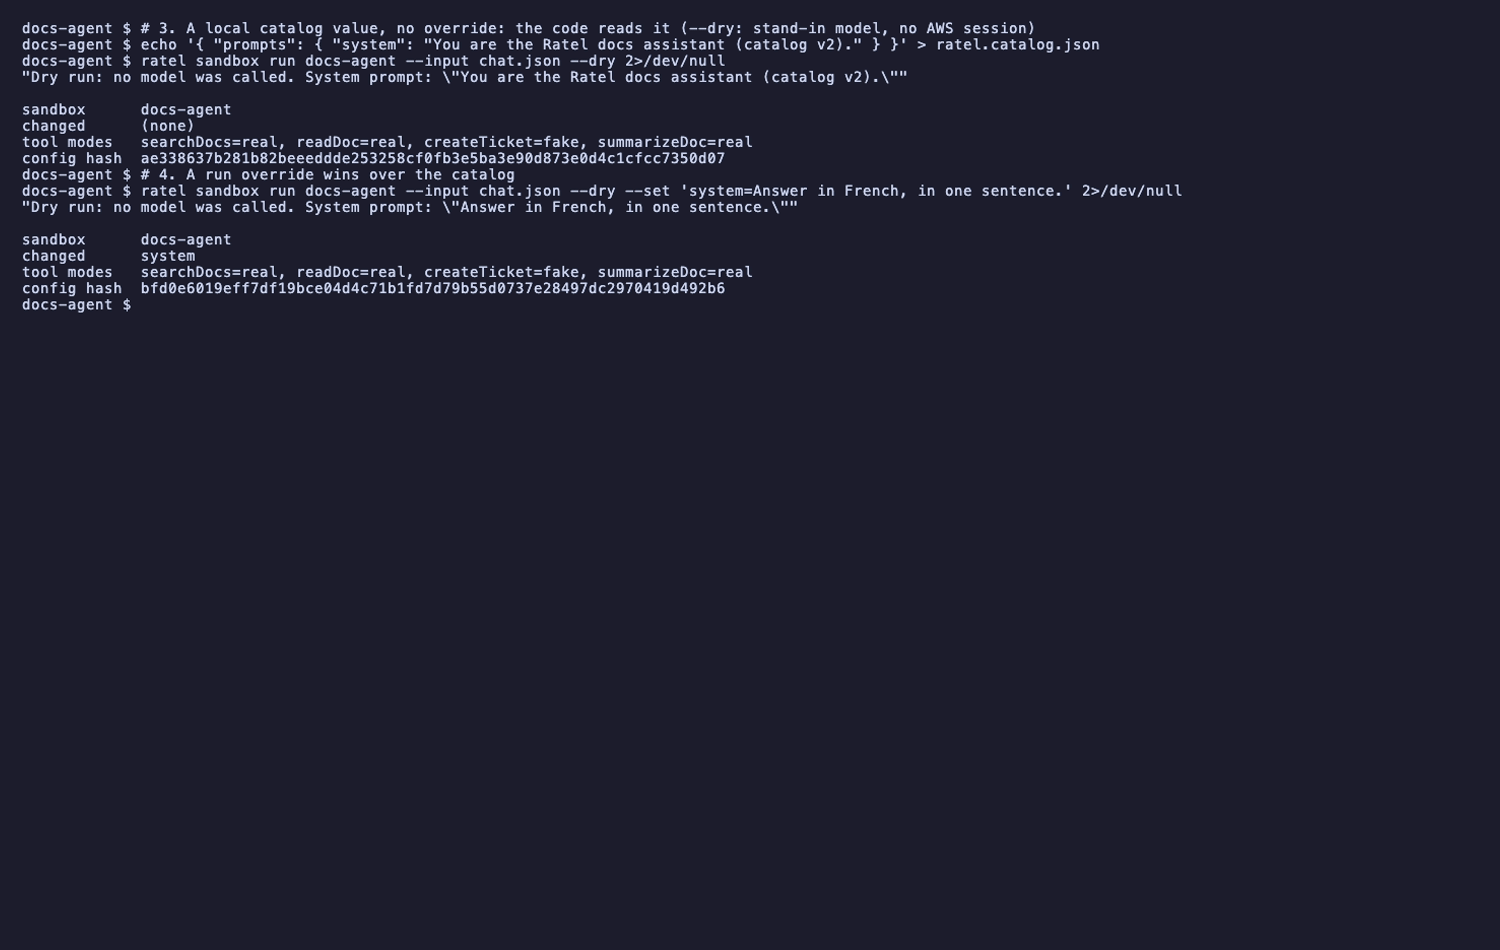 docs-agent $ # 3. A local catalog value, no override: the code reads it (--dry: stand-in model, no AWS session)
docs-agent $ echo '{ "prompts": { "system": "You are the Ratel docs assistant (catalog v2)." } }' > ratel.catalog.json
docs-agent $ ratel sandbox run docs-agent --input chat.json --dry 2>/dev/null
"Dry run: no model was called. System prompt: \"You are the Ratel docs assistant (catalog v2).\""

sandbox      docs-agent
changed      (none)
tool modes   searchDocs=real, readDoc=real, createTicket=fake, summarizeDoc=real
config hash  ae338637b281b82beeeddde253258cf0fb3e5ba3e90d873e0d4c1cfcc7350d07
docs-agent $ # 4. A run override wins over the catalog
docs-agent $ ratel sandbox run docs-agent --input chat.json --dry --set 'system=Answer in French, in one sentence.' 2>/dev/null
"Dry run: no model was called. System prompt: \"Answer in French, in one sentence.\""

sandbox      docs-agent
changed      system
tool modes   searchDocs=real, readDoc=real, createTicket=fake, summarizeDoc=real
config hash  bfd0e6019eff7df19bce04d4c71b1fd7d79b55d0737e28497dc2970419d492b6
docs-agent $